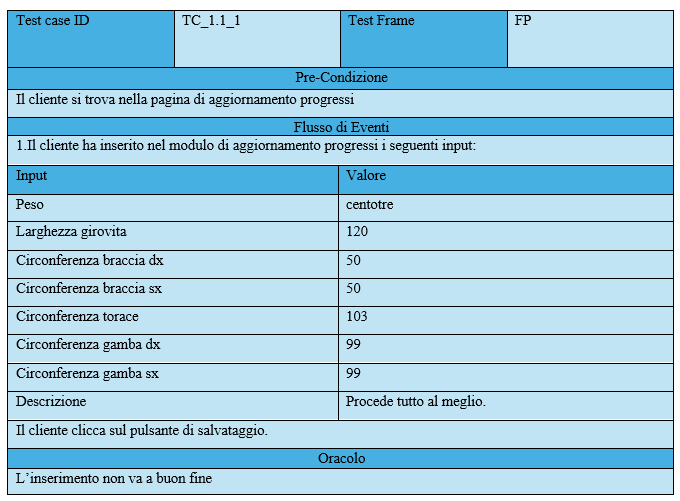 Test case ID TC_1.1_1 Test Frame FP
Pre-Condizione
Il cliente si trova nella pagina di aggiornamento progressi
Flusso di Eventi
1.Il cliente ha inserito nel modulo di aggiornamento progressi i seguenti input:
Input Valore
Peso centotre
Larghezza girovita 120
Circonferenza braccia dx 50
Circonferenza braccia sx 50
Circonferenza torace 103
Circonferenza gamba dx 99
Circonferenza gamba sx 99
Descrizione Procede tutto al meglio.
Il cliente clicca sul pulsante di salvataggio.
Oracolo
L’inserimento non va a buon fine